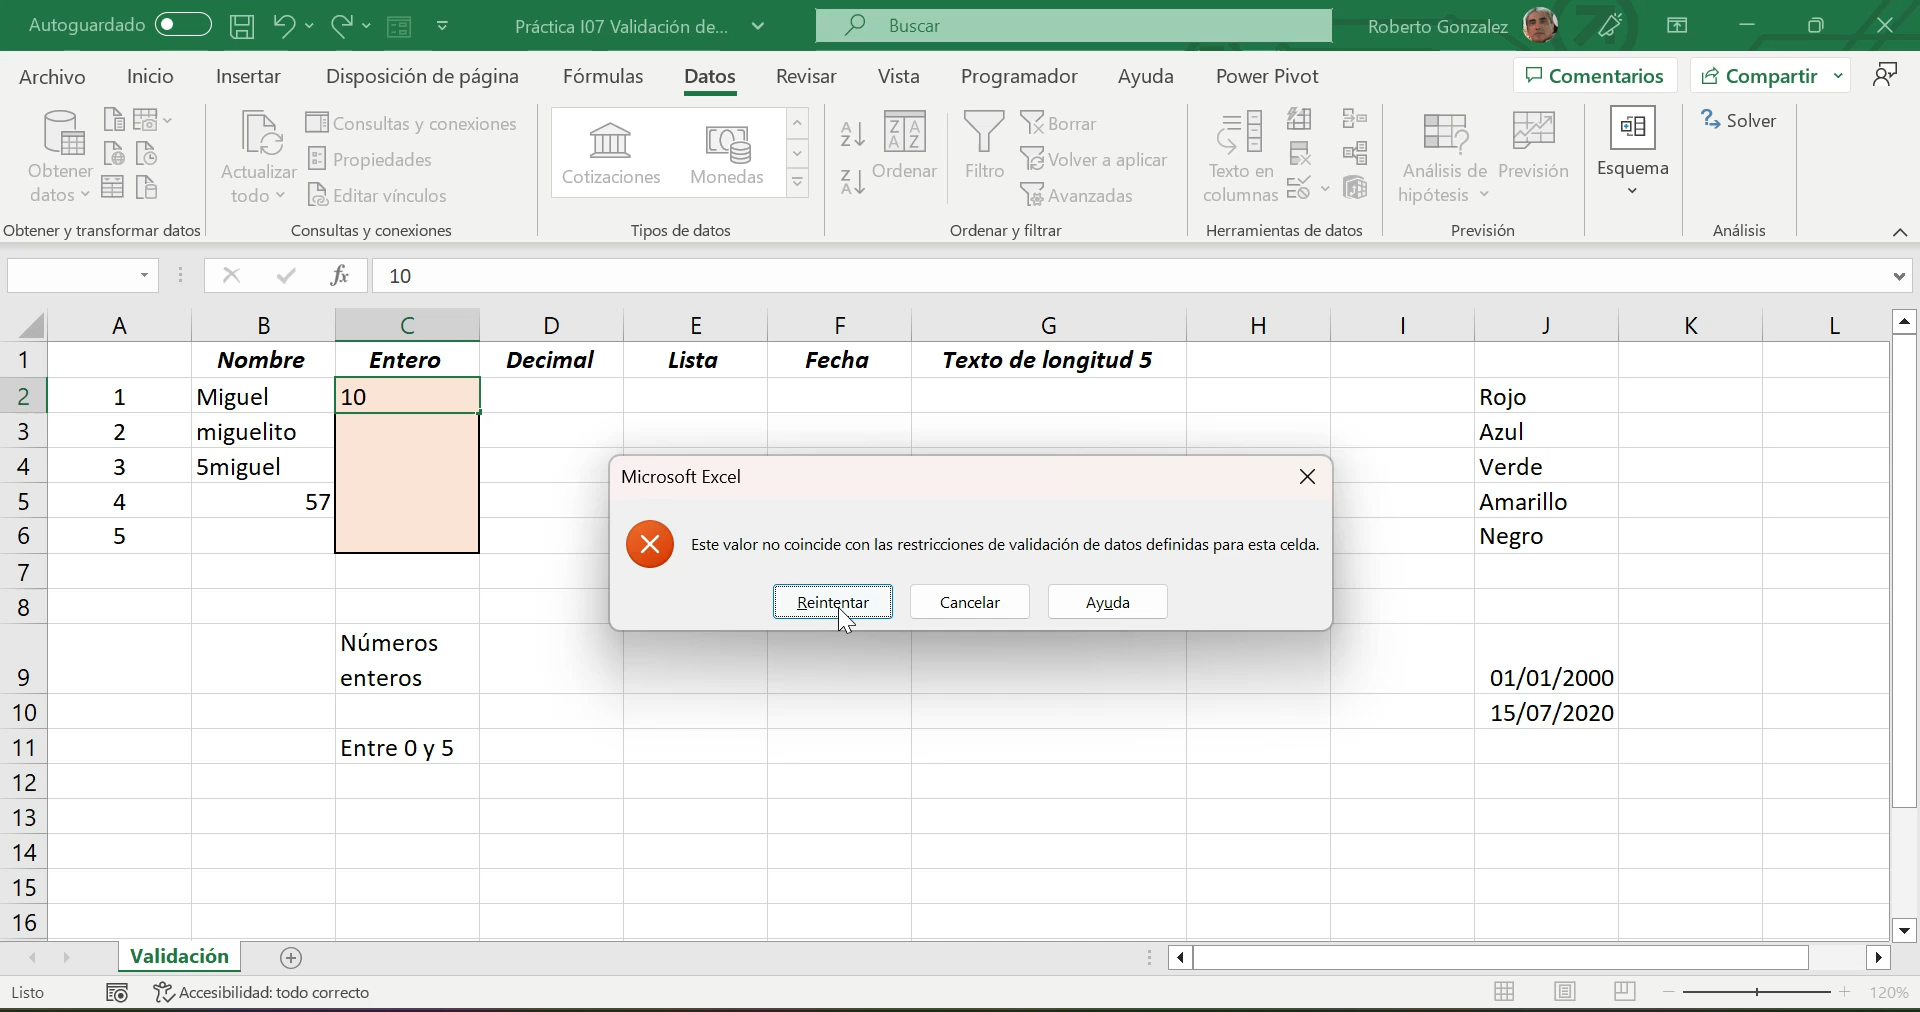 Autoguardado
Práctica I07 Validación de...
Buscar
Roberto Gonzalez
Archivo Inicio Insertar Disposición de página Fórmulas Datos Revisar Vista Programador Ayuda Power Pivot
Comentarios
Compartir
Obtener datos
Actualizar todo
Consultas y conexiones
Propiedades
Editar vínculos
Cotizaciones
Monedas
Ordenar
Filtro
Borrar
Volver a aplicar
Avanzadas
Texto en columnas
Análisis de hipótesis
Previsión
Esquema
Solver
Obtener y transformar datos
Consultas y conexiones
Tipos de datos
Ordenar y filtrar
Herramientas de datos
Previsión
Análisis
fx
10
A B C D E F G H I J K L
1 Nombre Entero Decimal Lista Fecha Texto de longitud 5
2 1 Miguel 10 Rojo
3 2 miguelito Azul
4 3 5miguel Verde
5 4 57 Amarillo
6 5 Negro
7
8
Números
9 enteros 01/01/2000
10 15/07/2020
11 Entre 0 y 5
12
13
14
15
16
Microsoft Excel
Este valor no coincide con las restricciones de validación de datos definidas para esta celda.
Reintentar Cancelar Ayuda
Validación
Listo
Accesibilidad: todo correcto
120%